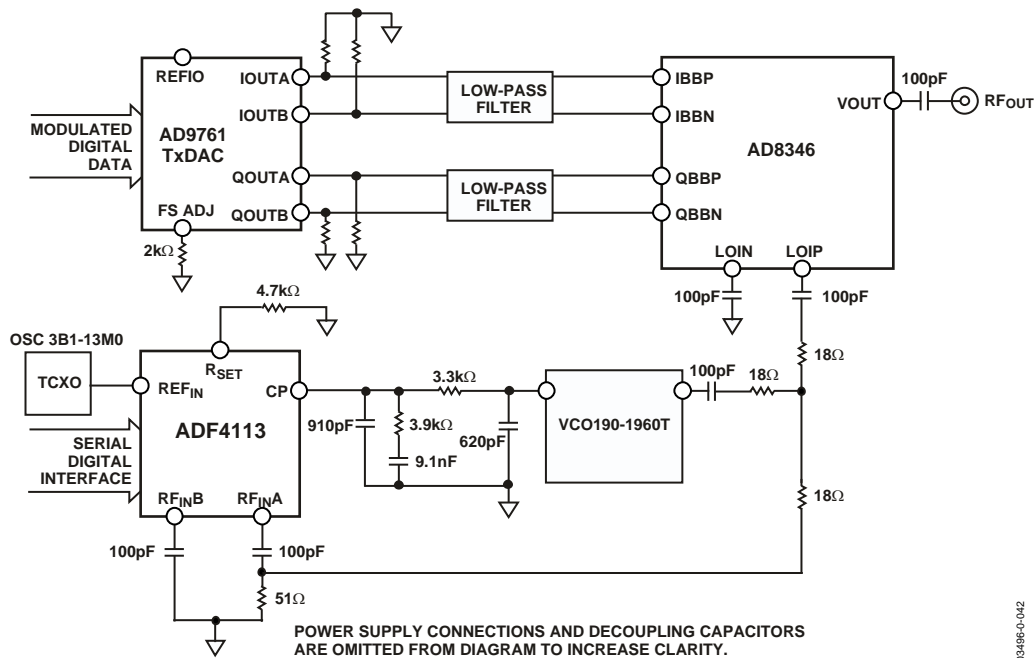 REFIO
IOUTA
IOUTB
QOUTA
QOUTB
FS ADJ
AD9761
TxDAC
MODULATED
DIGITAL
DATA
2kΩ
LOW-PASS
FILTER
LOW-PASS
FILTER
IBBP
IBBN
QBBP
QBBN
AD8346
VOUT
LOIN
LOIP
100pF
RFOUT
100pF
100pF
18Ω
18Ω
18Ω
4.7kΩ
OSC 3B1-13M0
TCXO
REFIN
RSET
CP
ADF4113
SERIAL
DIGITAL
INTERFACE
RFINB
RFINA
3.3kΩ
910pF
3.9kΩ
9.1nF
620pF
VCO190-1960T
100pF
100pF
100pF
51Ω
POWER SUPPLY CONNECTIONS AND DECOUPLING CAPACITORS
ARE OMITTED FROM DIAGRAM TO INCREASE CLARITY.
03496-0-042